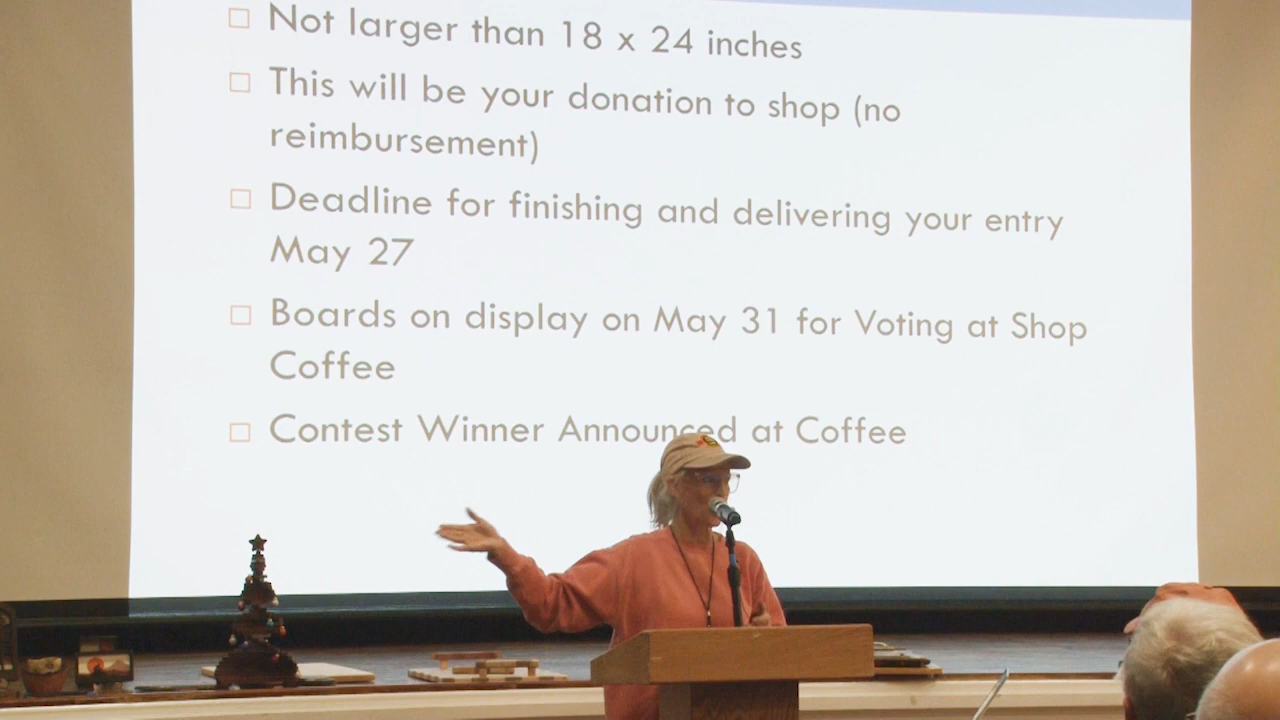 Not larger than 18 x 24 inches
This will be your donation to shop (no
reimbursement)
Deadline for finishing and delivering your entry
May 27
Boards on display on May 31 for Voting at Shop
Coffee
Contest Winner Announced at Coffee